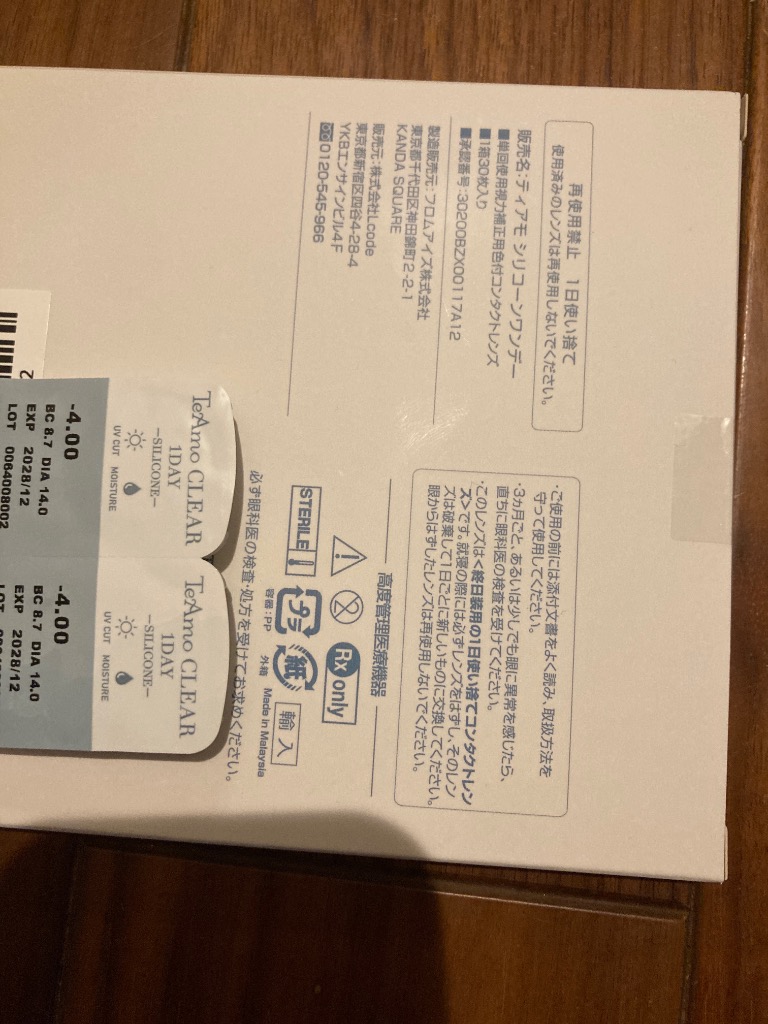 再使用禁止 1日使い捨て
使用済みのレンズは再使用しないでください。
販売名:ティアモ シリコーンワンデー
■単回使用視力補正用色付コンタクトレンズ
■1箱30枚入り
■承認番号:30200BZX00117A12
製造販売元:フロムアイズ株式会社
東京都千代田区神田錦町2-2-1
KANDA SQUARE
販売元:株式会社Lcode
東京都新宿区四谷4-28-4
YKBエンサインビル4F
0120-545-966
・ご使用の前には添付文書をよく読み、取扱方法を
守って使用してください。
・3ヵ月ごと、あるいは少しでも眼に異常を感じたら、
直ちに眼科医の検査を受けてください。
・このレンズは<終日装用の1日使い捨てコンタクトレン
ズ>です。就寝の際には必ずレンズをはずし、そのレン
ズは破棄して1日ごとに新しいものに交換してください。
眼からはずしたレンズは再使用しないでください。
高度管理医療機器
2
Rx only
STERILE
プラ
容器:PP
紙
外箱
輸入
Made in Malaysia
必ず眼科医の検査・処方を受けてお求めください。
TeAmo CLEAR
1DAY
-SILICONE-
UV CUT MOISTURE
-4.00
BC 8.7 DIA 14.0
EXP 2028/12
LOT 0064008002
TeAmo CLEAR
1DAY
-SILICONE-
UV CUT MOISTURE
-4.00
BC 8.7 DIA 14.0
EXP 2028/12
LOT